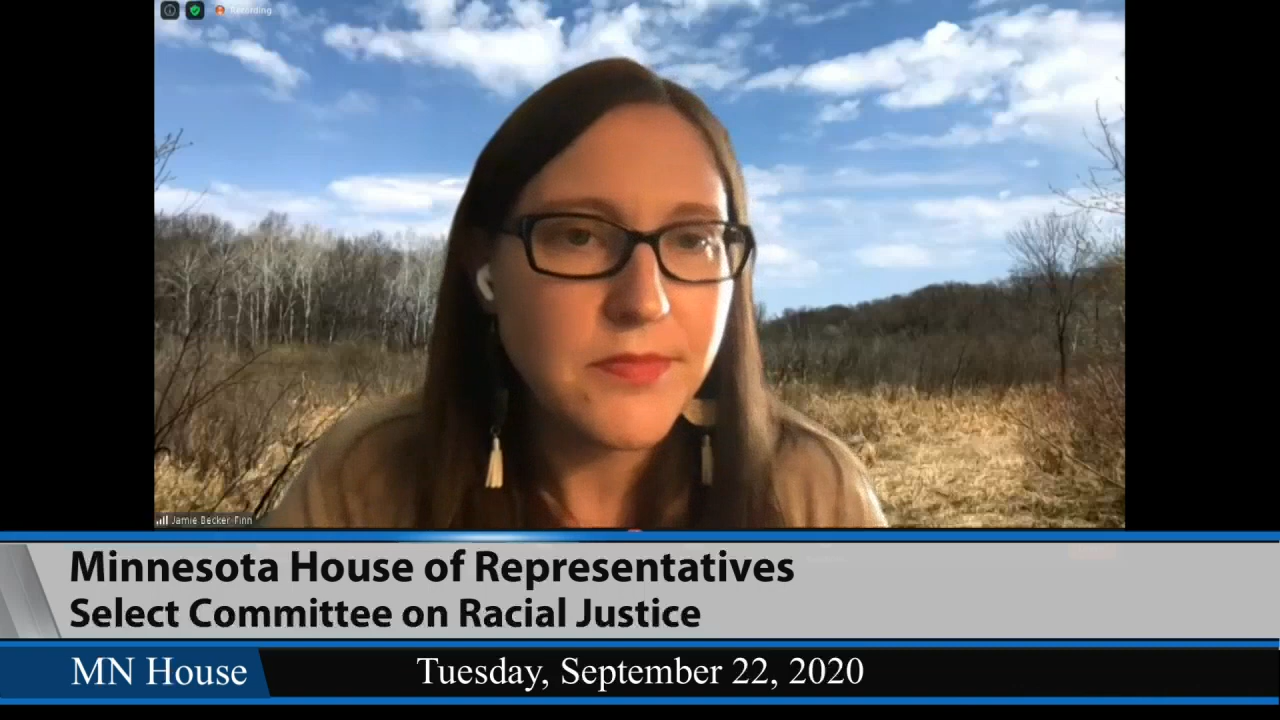 Recording
Jamie Becker-Finn
Minnesota House of Representatives
Select Committee on Racial Justice
MN House
Tuesday, September 22, 2020